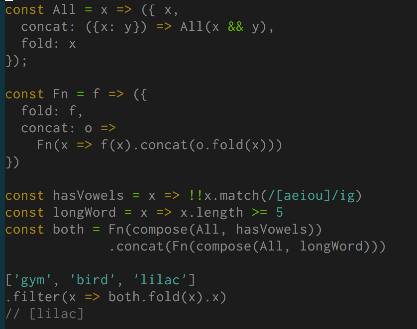 const All = x => ({ x,
  concat: ({x: y}) => All(x && y),
  fold: x
});

const Fn = f => ({
  fold: f,
  concat: o =>
    Fn(x => f(x).concat(o.fold(x)))
})

const hasVowels = x => !!x.match(/[aeiou]/ig)
const longWord = x => x.length >= 5
const both = Fn(compose(All, hasVowels))
             .concat(Fn(compose(All, longWord)))

['gym', 'bird', 'lilac']
.filter(x => both.fold(x).x)
// [lilac]